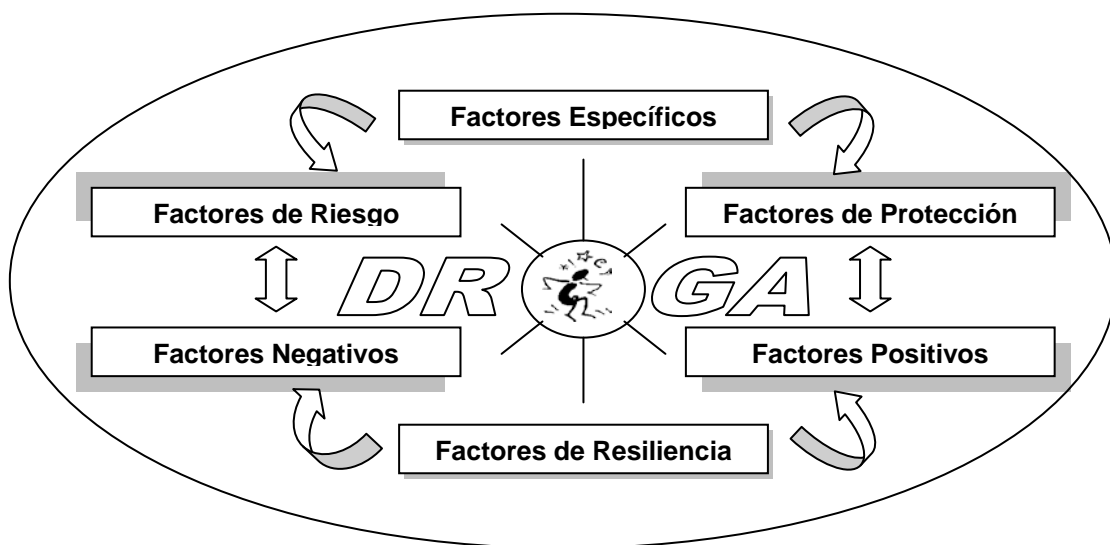 Factores Específicos
Factores de Riesgo
Factores de Protección
DROGA
Factores Negativos
Factores Positivos
Factores de Resiliencia